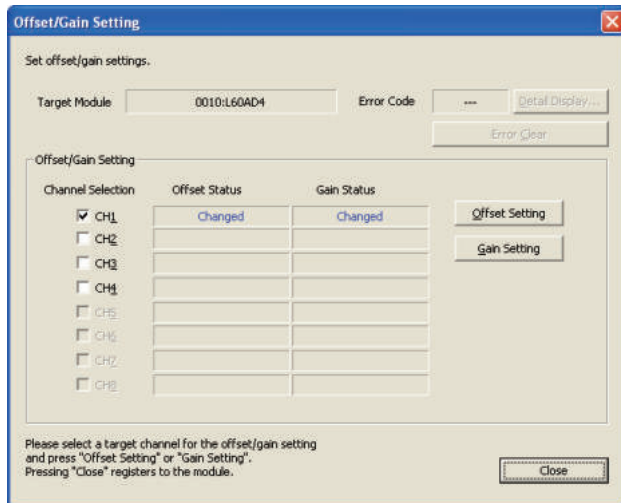 Offset/Gain Setting
Set offset/gain settings.
Target Module 0010:L60AD4 Error Code --- Detail Display...
Error Clear
Offset/Gain Setting
Channel Selection Offset Status Gain Status
CH1 Changed Changed Offset Setting
CH2
Gain Setting
CH3
CH4
CH5
CH6
CH7
CH8
Please select a target channel for the offset/gain setting
and press "Offset Setting" or "Gain Setting".
Pressing "Close" registers to the module.
Close